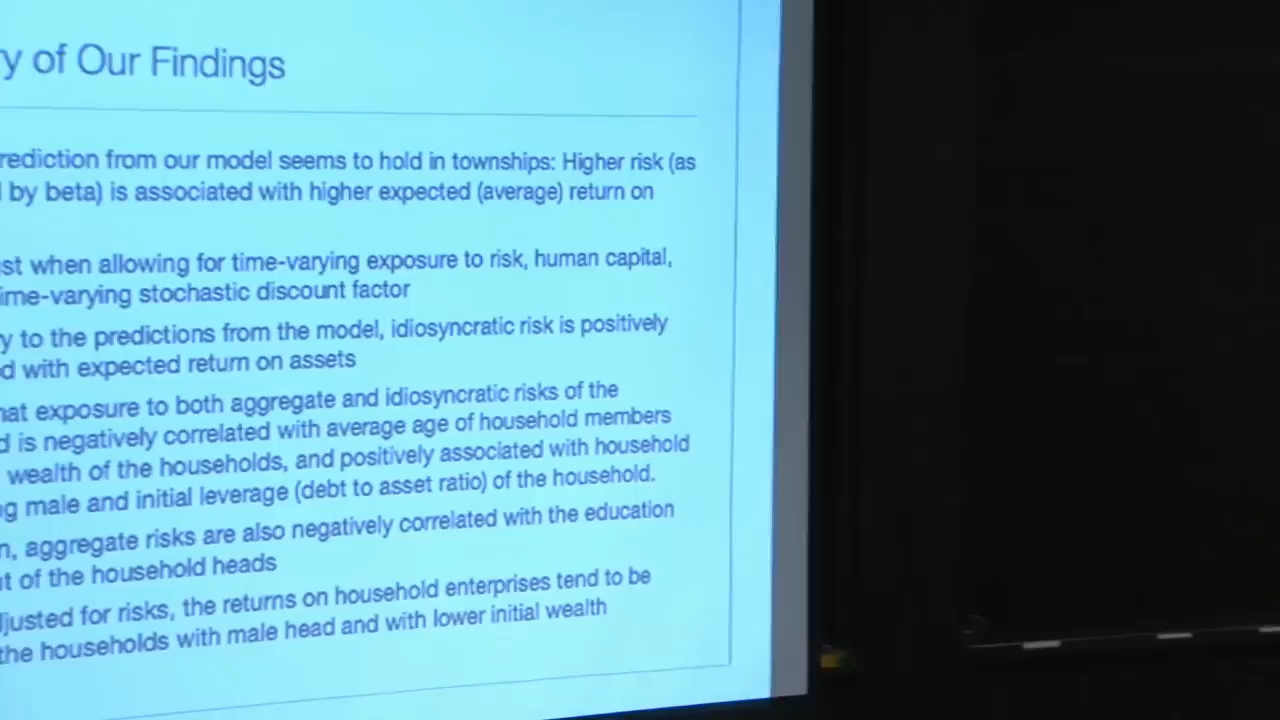 y of Our Findings
rediction from our model seems to hold in townships: Higher risk (as
by beta) is associated with higher expected (average) return on
st when allowing for time-varying exposure to risk, human capital,
ime-varying stochastic discount factor
y to the predictions from the model, idiosyncratic risk is positively
d with expected return on assets
hat exposure to both aggregate and idiosyncratic risks of the
d is negatively correlated with average age of household members
wealth of the households, and positively associated with household
ng male and initial leverage (debt to asset ratio) of the household.
n, aggregate risks are also negatively correlated with the education
t of the household heads
djusted for risks, the returns on household enterprises tend to be
the households with male head and with lower initial wealth